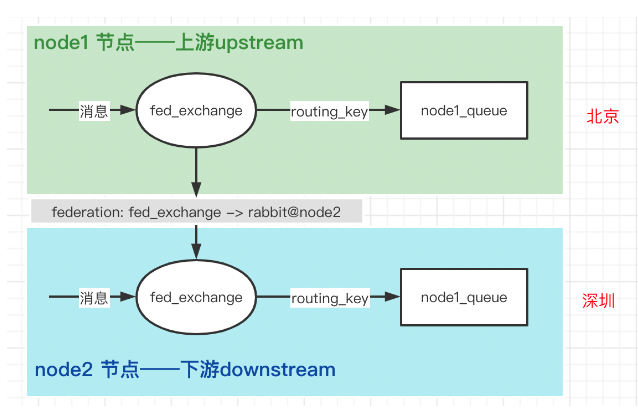 node1 节点——上游upstream
消息
fed_exchange
routing_key
node1_queue
北京
federation: fed_exchange -> rabbit@node2
消息
fed_exchange
routing_key
node1_queue
深圳
node2 节点——下游downstream